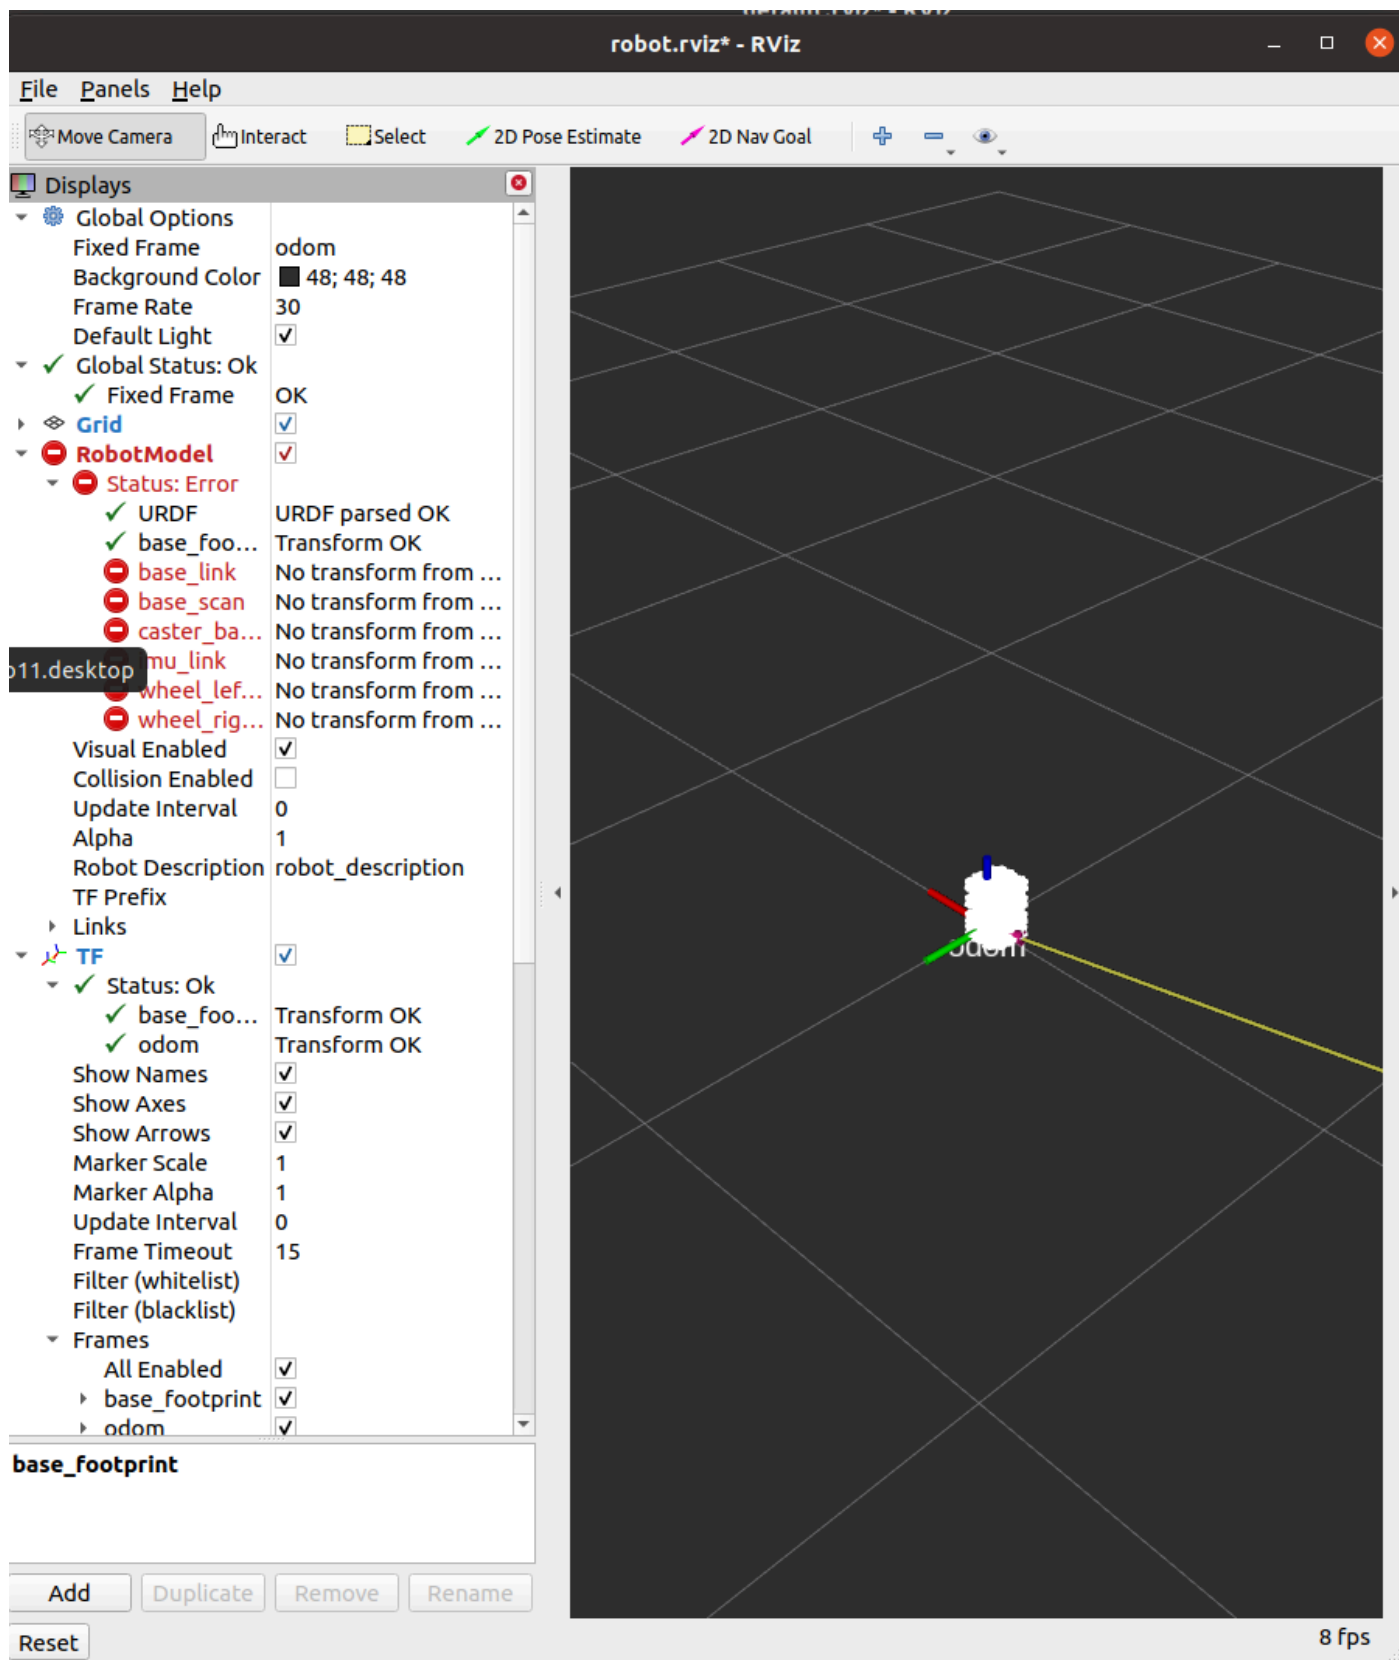 robot.rviz* - RViz
File Panels Help
Move Camera Interact Select 2D Pose Estimate 2D Nav Goal
Displays
Global Options
Fixed Frame odom
Background Color 48; 48; 48
Frame Rate 30
Default Light
Global Status: Ok
Fixed Frame OK
Grid
RobotModel
Status: Error
URDF URDF parsed OK
base_foo... Transform OK
base_link No transform from ...
base_scan No transform from ...
caster_ba... No transform from ...
mu_link No transform from ...
o11.desktop
wheel_lef... No transform from ...
wheel_rig... No transform from ...
Visual Enabled
Collision Enabled
Update Interval 0
Alpha 1
Robot Description robot_description
TF Prefix
Links
TF
Status: Ok
base_foo... Transform OK
odom Transform OK
Show Names
Show Axes
Show Arrows
Marker Scale 1
Marker Alpha 1
Update Interval 0
Frame Timeout 15
Filter (whitelist)
Filter (blacklist)
Frames
All Enabled
base_footprint
odom
base_footprint
Add Duplicate Remove Rename
Reset
odom
8 fps